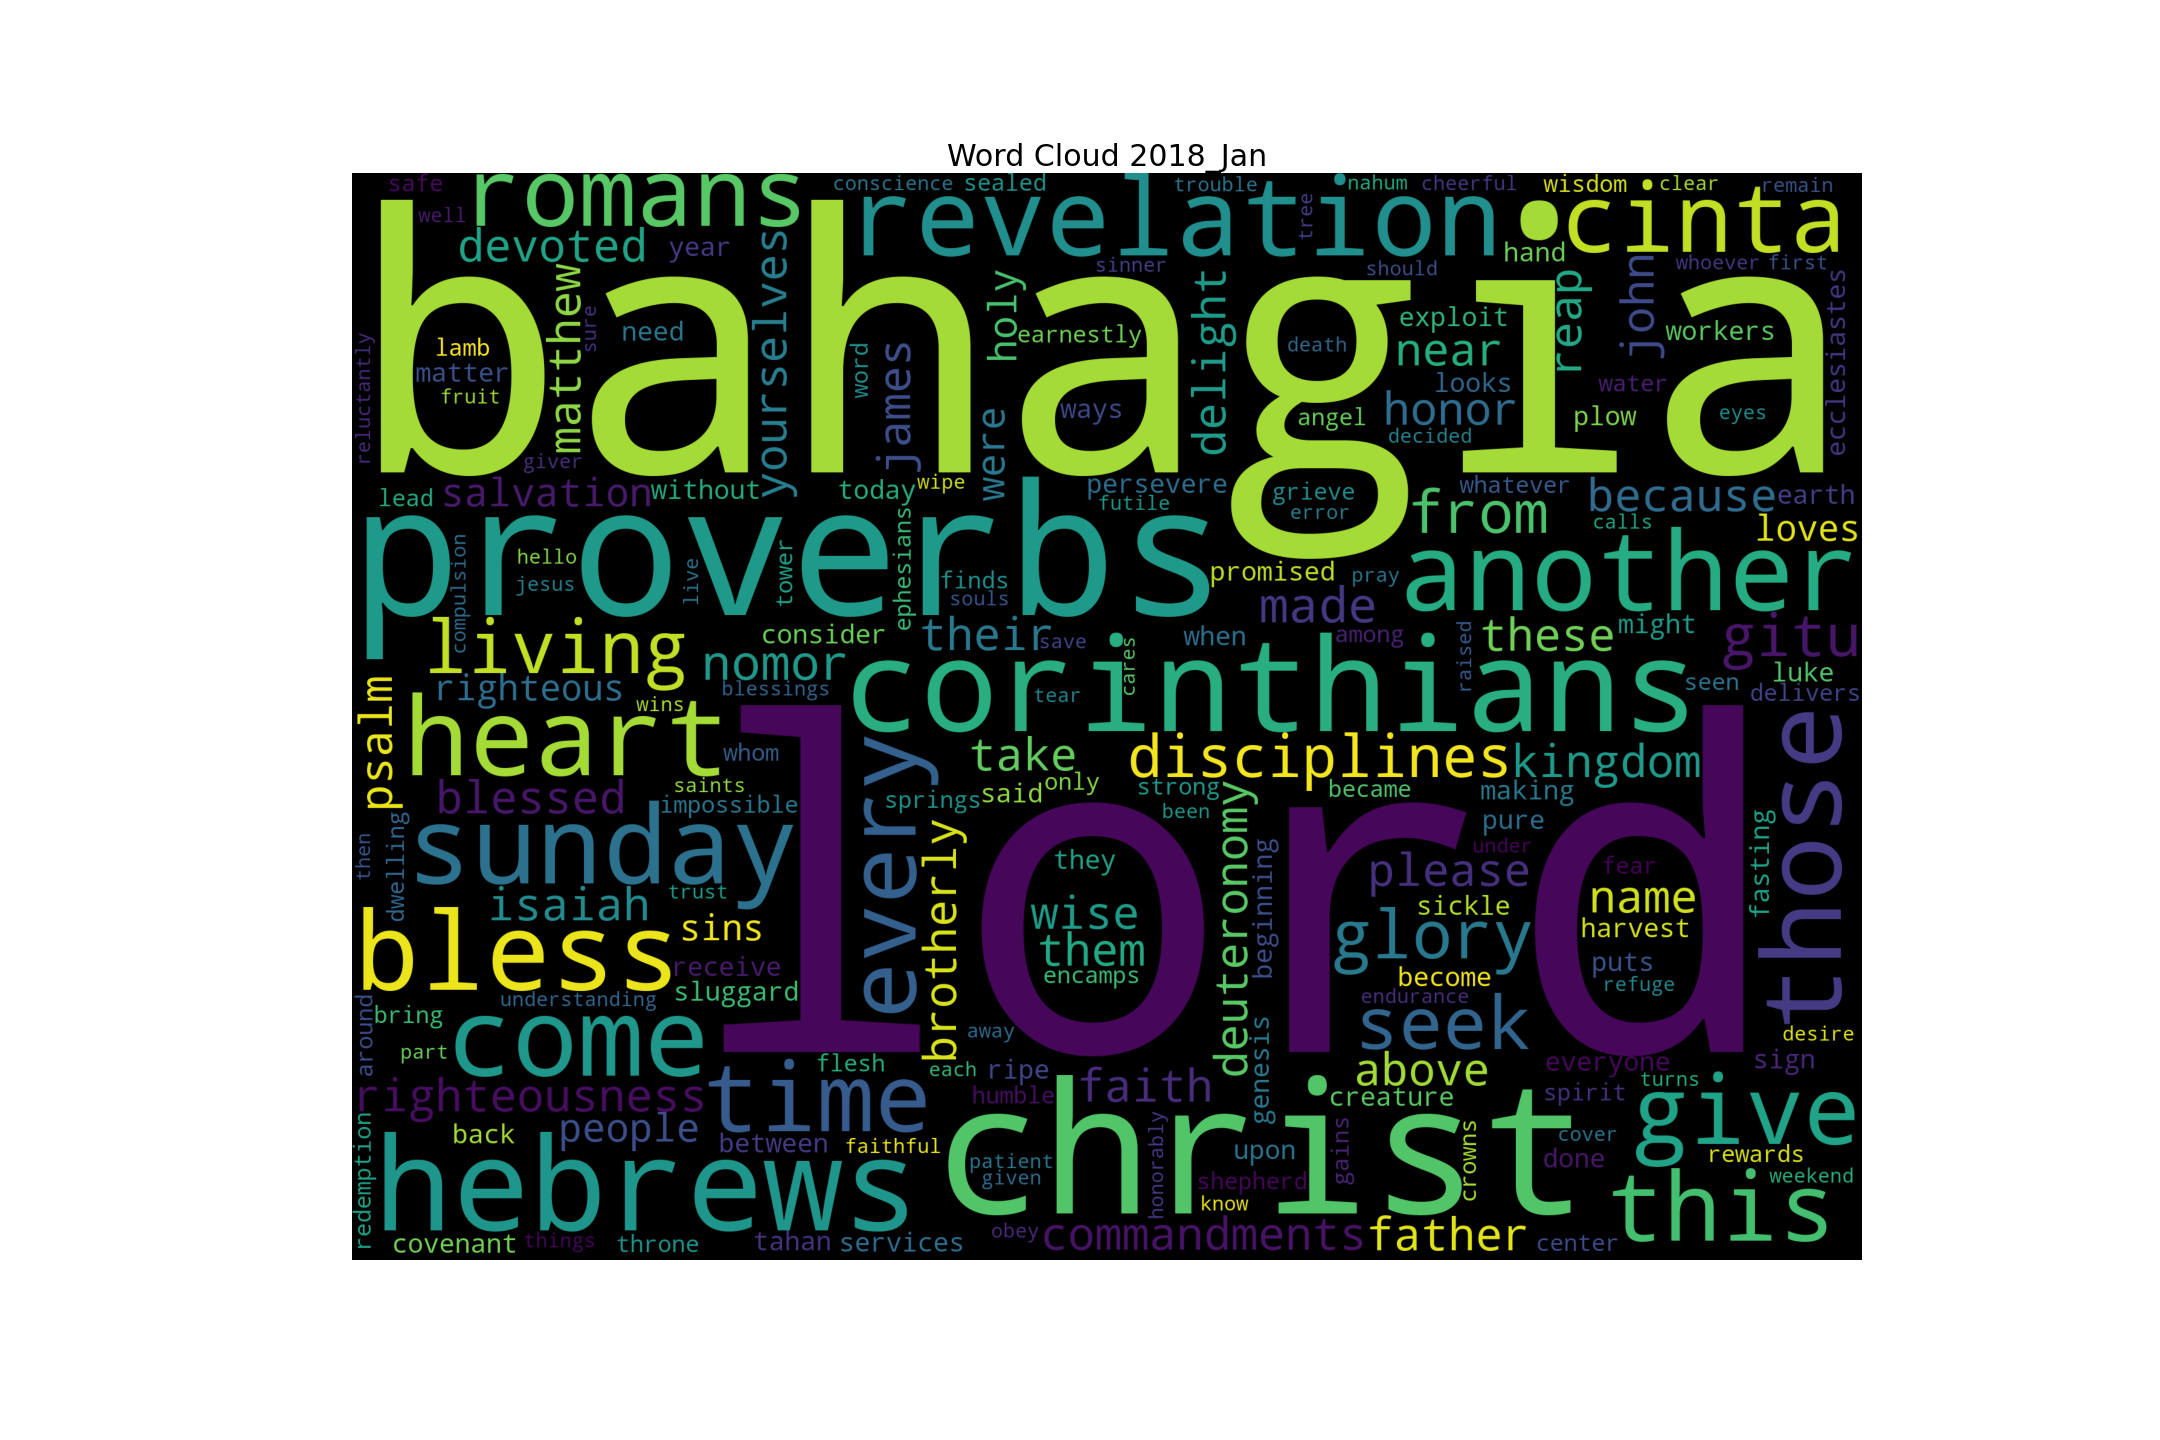 Word Cloud 2018_Jan
safe romans conscience sealed trouble nahum cheerful wisdom clear remain
well revelation tree cinta
devoted year yourselves sinner should hand whoever first
bahagia
matthew sure need holy earnestly delight exploit reap john workers ecclesiastes
reluctantly lamb word james death near
matter fruit ways looks water
were angel honor plow eyes
decided
giver
lead salvation without today wipe persevere grieve whatever because earth
futile error from calls loves
proverbs
compulsion hello jesus live tower ephesians finds souls promised pray another
made
living consider their save when among raised these might gitu
nomor corinthians cares luke
righteous blessings tear seen delivers
psalm heart wins whom take disciplines kingdom those
saints said only
blessed impossible springs strong became making
been pure
then dwelling sunday every lord under
trust they deuteronomy beginning please fear fasting
isaiah brotherly wise sickle name
bless sins them glory harvest
receive encamps become puts
understanding sluggard endurance refuge
around bring come away genesis seek desire
part flesh each ripe above everyone sign
righteousness time humble faith creature spirit turns give
redemption back people between faithful christ honorably gains crowns cover rewards
hebrews patient upon done weekend
given shepherd know this
covenant things throne tahan services obey commandments father center